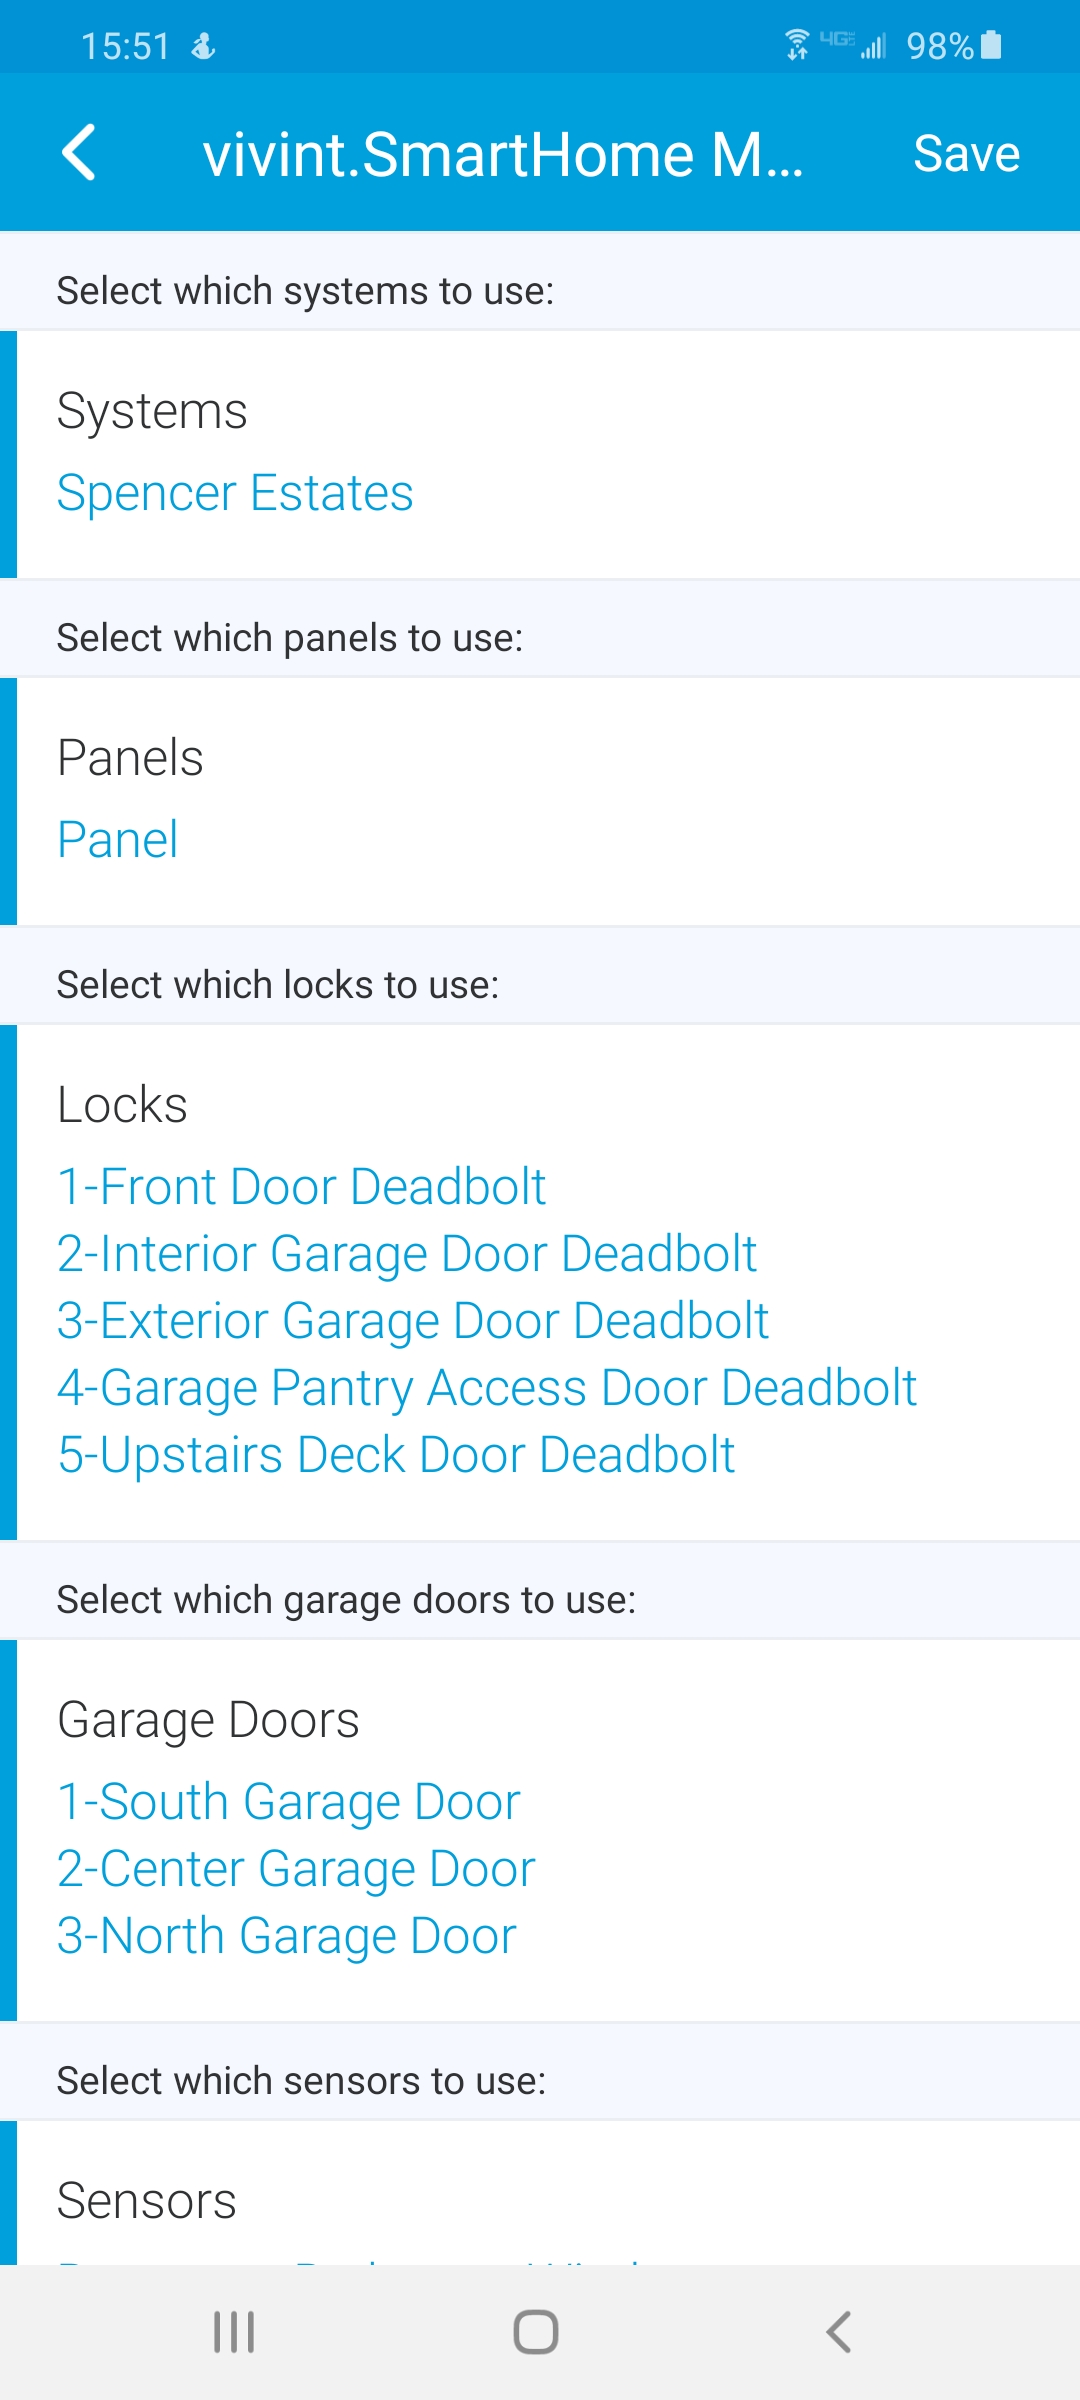 15:51 4G 98%
vivint.SmartHome M...
Save
Select which systems to use:
Systems
Spencer Estates
Select which panels to use:
Panels
Panel
Select which locks to use:
Locks
1-Front Door Deadbolt
2-Interior Garage Door Deadbolt
3-Exterior Garage Door Deadbolt
4-Garage Pantry Access Door Deadbolt
5-Upstairs Deck Door Deadbolt
Select which garage doors to use:
Garage Doors
1-South Garage Door
2-Center Garage Door
3-North Garage Door
Select which sensors to use:
Sensors